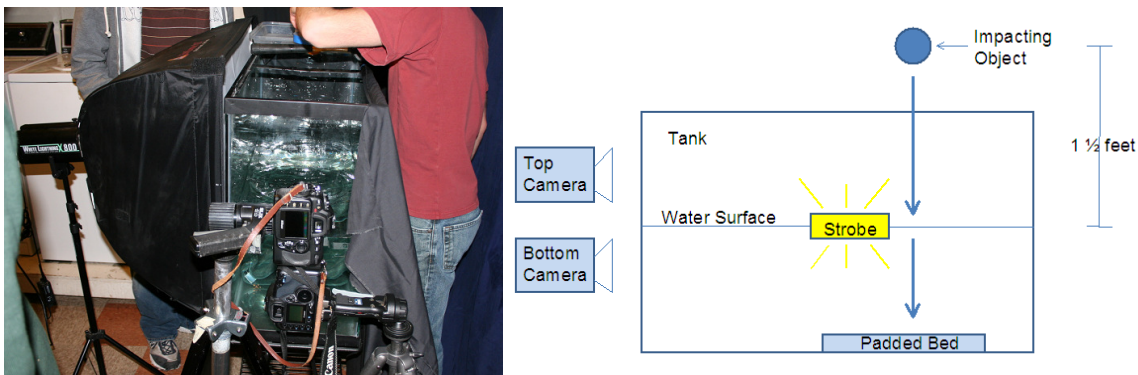 WHITE LIGHTNING X 800
Canon
Impacting
Object
Tank
1 ½ feet
Top
Camera
Water Surface
Strobe
Bottom
Camera
Padded Bed